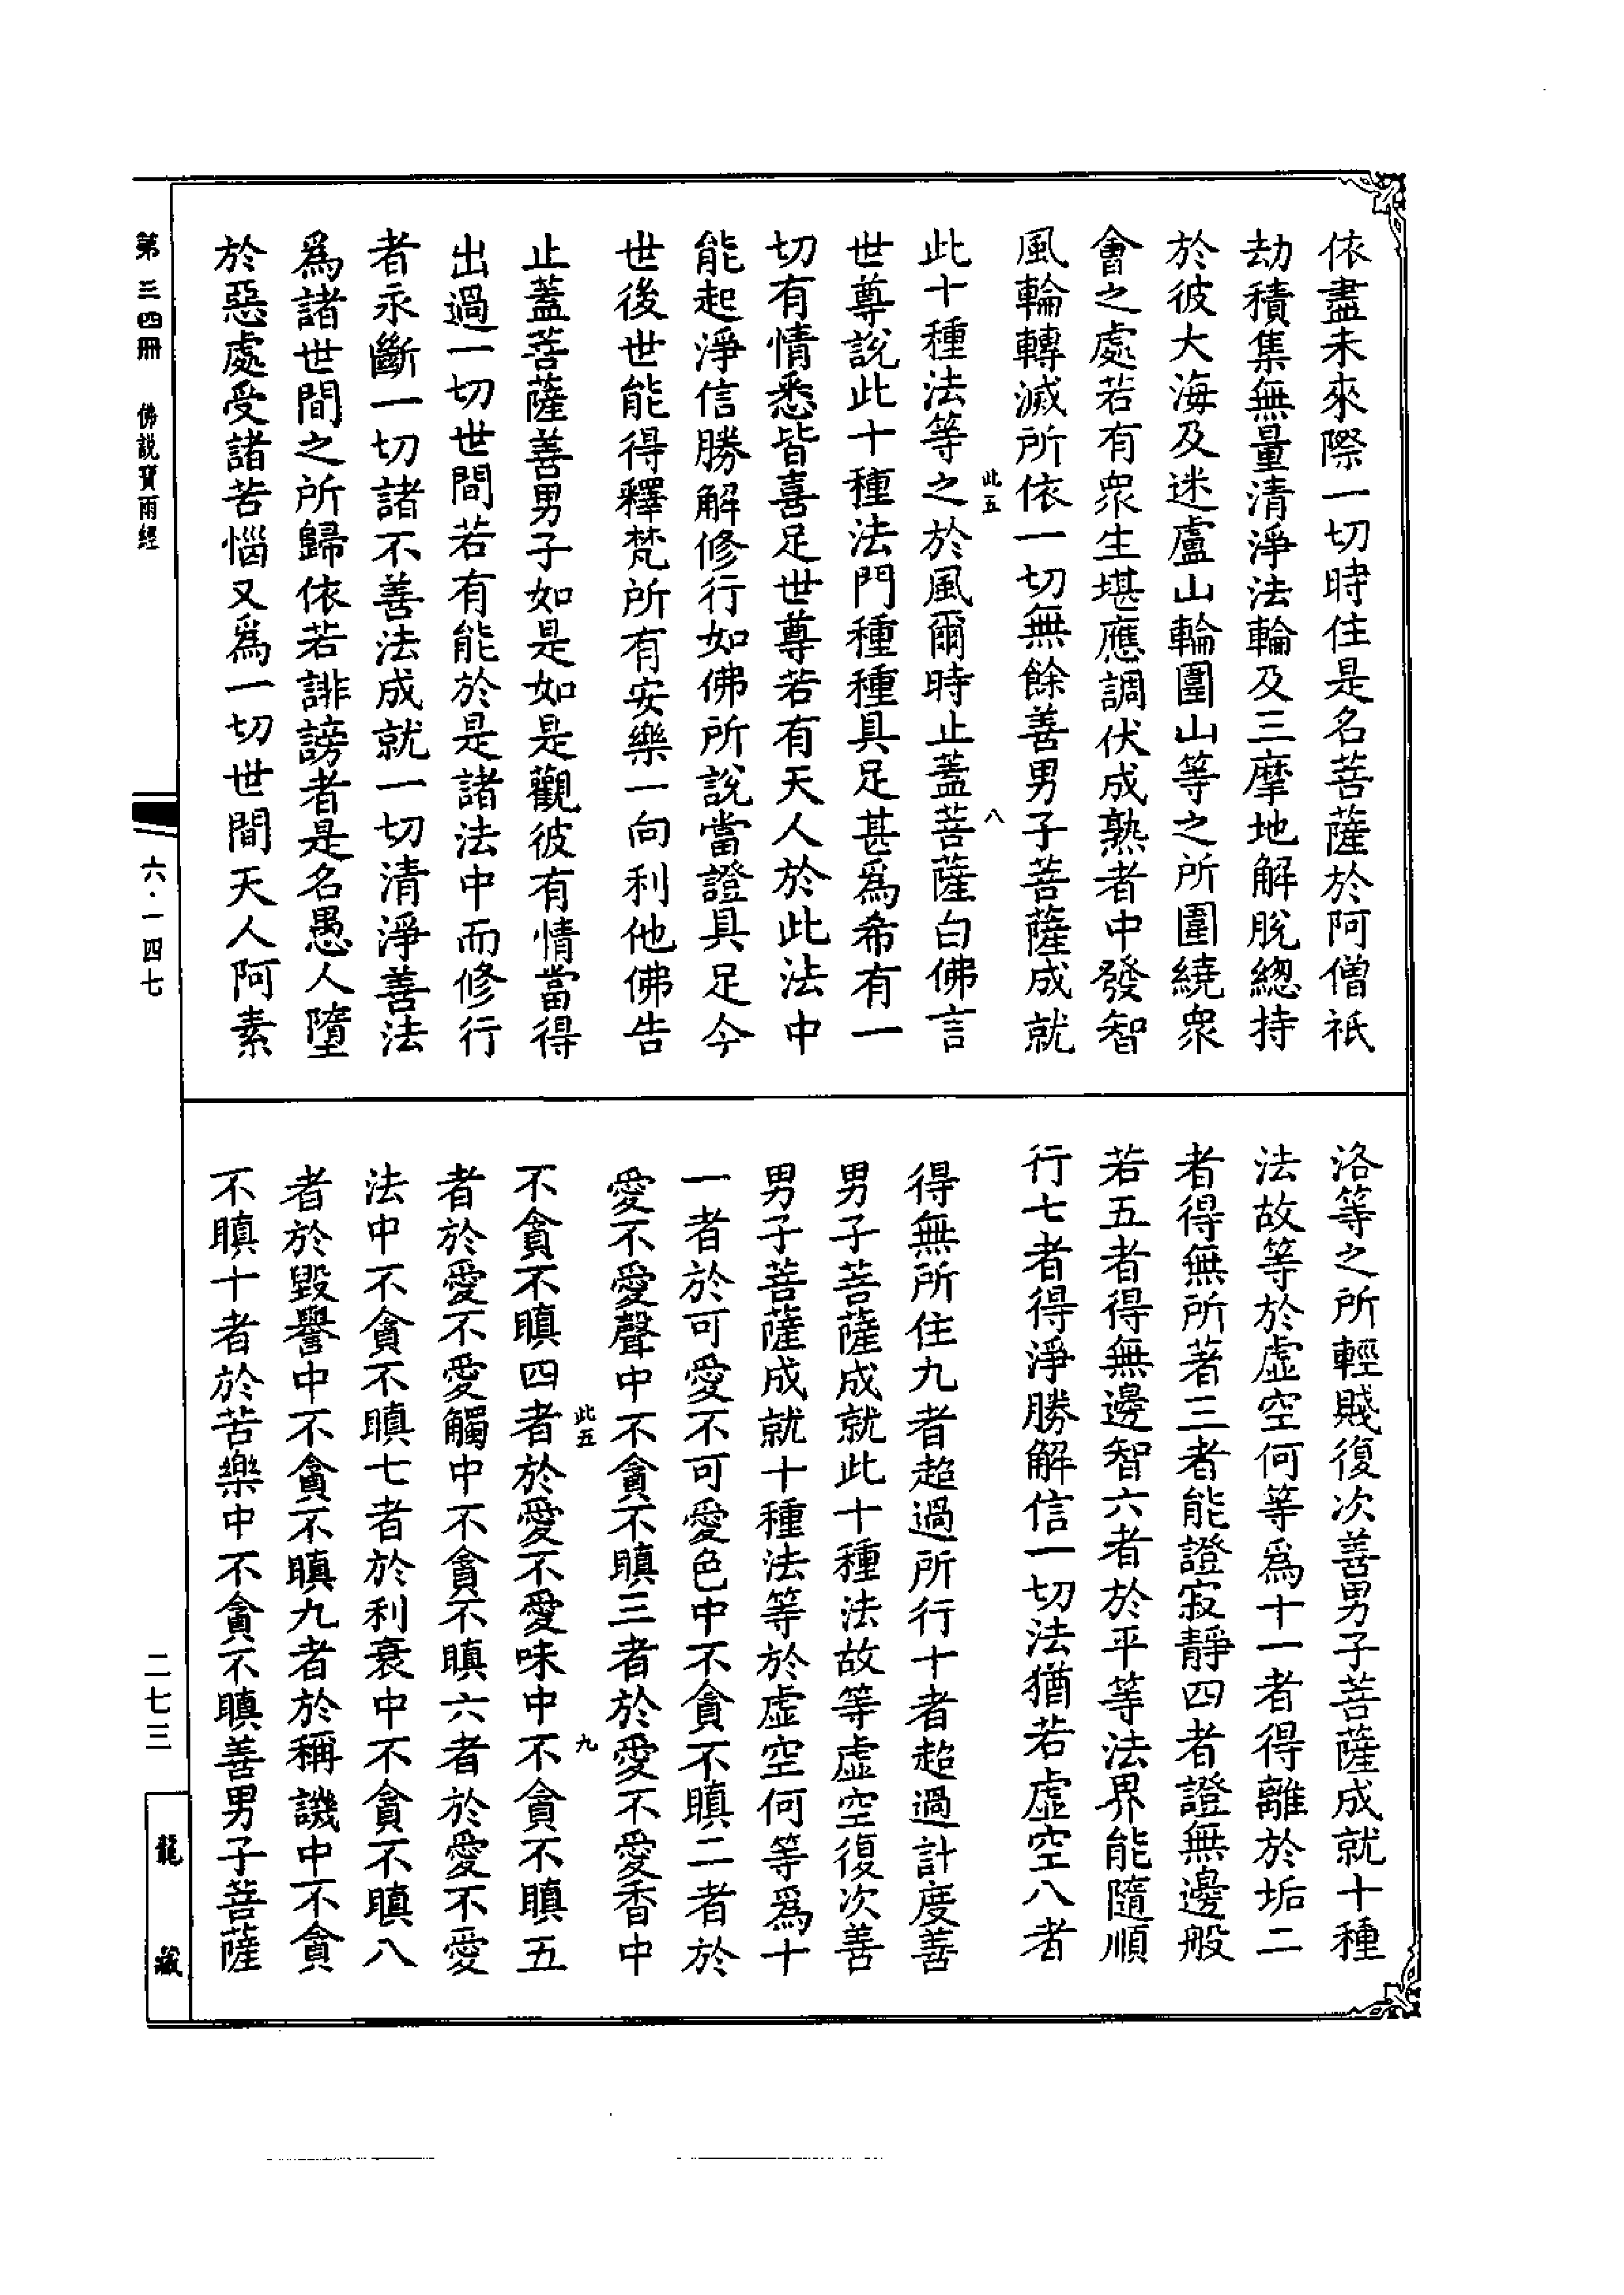 依盡未來際一切時住是名菩薩於阿僧祇
劫積集無量清淨法輪及三摩地解脫總持
於彼大海及迷盧山輪圍山等之所圍繞衆
會之處若有衆生堪應調伏成熟者中發智
風輪轉滅所依一切無餘善男子菩薩成就
此五 八
此十種法等之於風爾時止蓋菩薩白佛言
世尊說此十種法門種種具足甚爲希有一
切有情悉皆喜足世尊若有天人於此法中
能起淨信勝解修行如佛所說當證具足今
世後世能得釋梵所有安樂一向利他佛告
止蓋菩薩善男子如是如是觀彼有情當得
出過一切世間若有能於是諸法中而修行
者永斷一切諸不善法成就一切清淨善法
爲諸世間之所歸依若誹謗者是名愚人墮
於惡處受諸苦惱又爲一切世間天人阿素
洛等之所輕賤復次善男子菩薩成就十種
法故等於虛空何等爲十一者得離於垢二
者得無所著三者能證寂靜四者證無邊般
若五者得無邊智六者於平等法界能隨順
行七者得淨勝解信一切法猶若虛空八者
得無所住九者超過所行十者超過計度善
男子菩薩成就此十種法故等虛空復次善
男子菩薩成就十種法等於虛空何等爲十
一者於可愛不可愛色中不貪不瞋二者於
愛不愛聲中不貪不瞋三者於愛不愛香中
此五 九
不貪不瞋四者於愛不愛味中不貪不瞋五
者於愛不愛觸中不貪不瞋六者於愛不愛
法中不貪不瞋七者於利衰中不貪不瞋八
者於毀譽中不貪不瞋九者於稱譏中不貪
不瞋十者於苦樂中不貪不瞋善男子菩薩
第三四冊 佛説寶雨經
六·一四七
二七三
龍藏